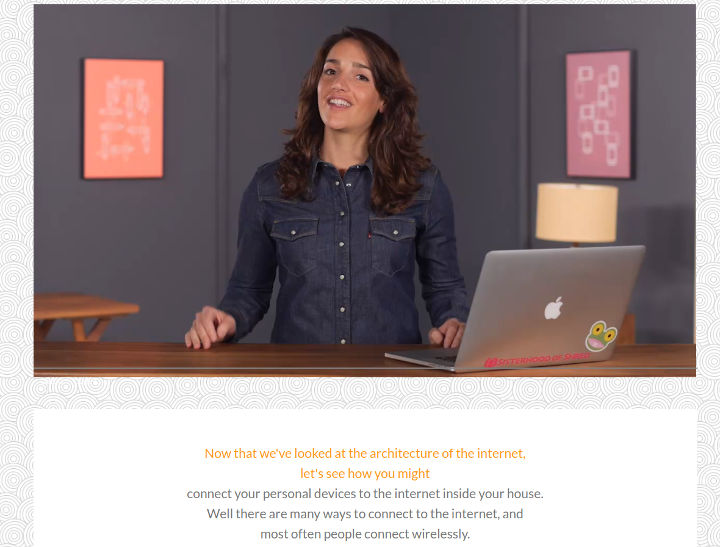 SISTERHOOD OF
Now that we've looked at the architecture of the internet,
let's see how you might
connect your personal devices to the internet inside your house.
Well there are many ways to connect to the internet, and
most often people connect wirelessly.